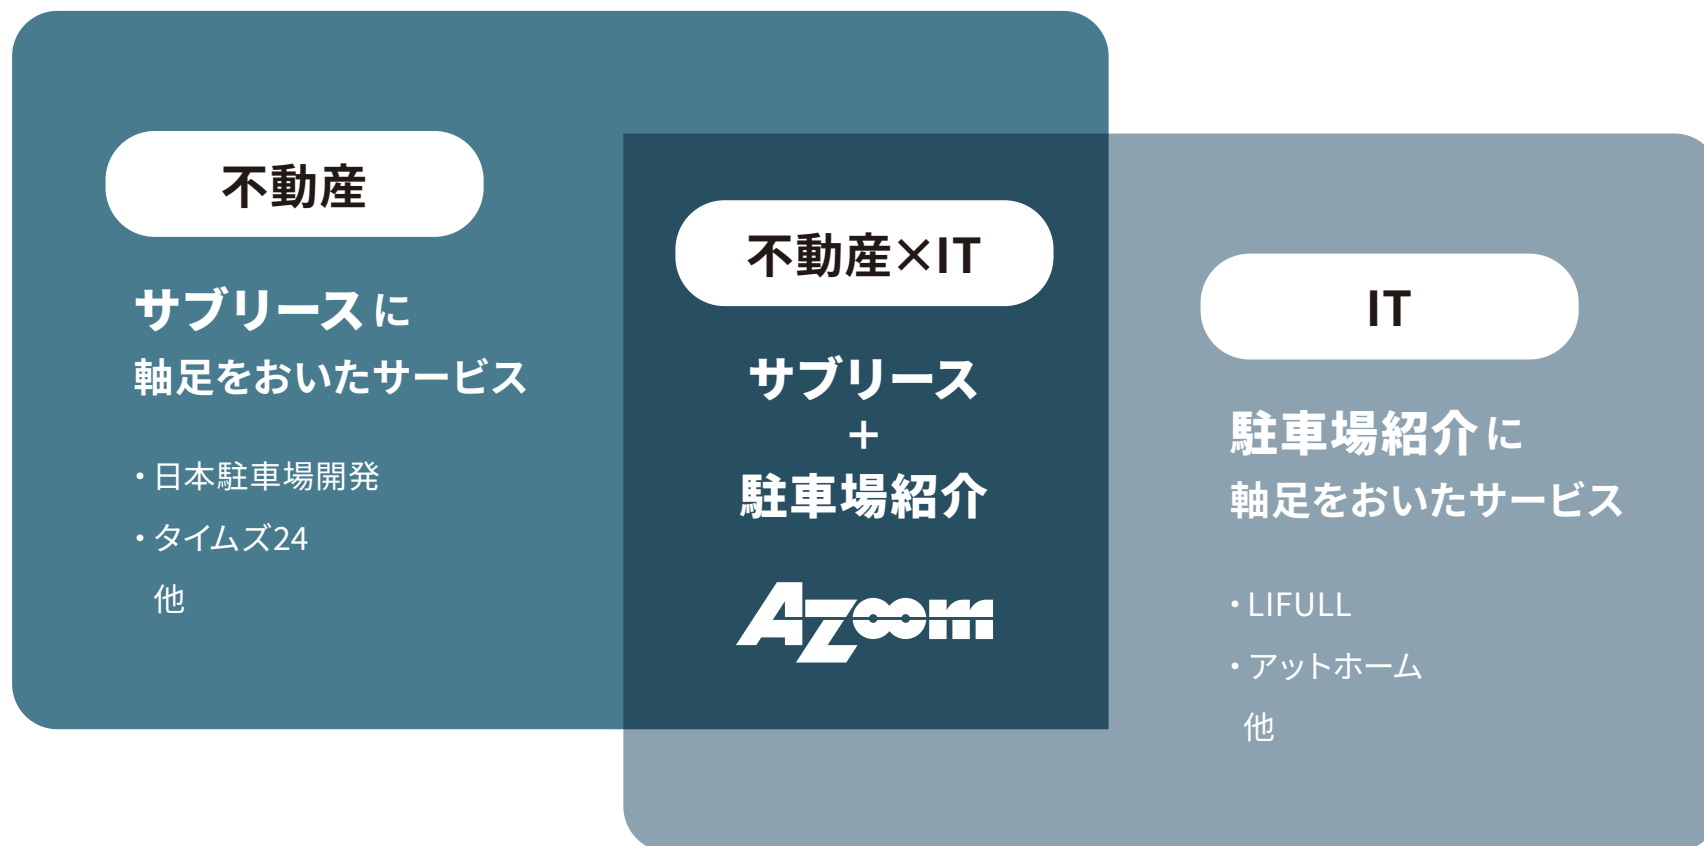 不動産
サブリースに
軸足をおいたサービス
・日本駐車場開発
・タイムズ24
他
不動産×IT
サブリース
+
駐車場紹介
Azoom
IT
駐車場紹介に
軸足をおいたサービス
・LIFULL
・アットホーム
他